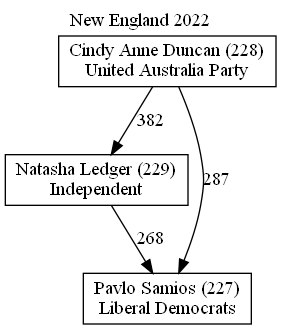 New England 2022
Cindy Anne Duncan (228)
United Australia Party
382
Natasha Ledger (229)
Independent
287
268
Pavlo Samios (227)
Liberal Democrats